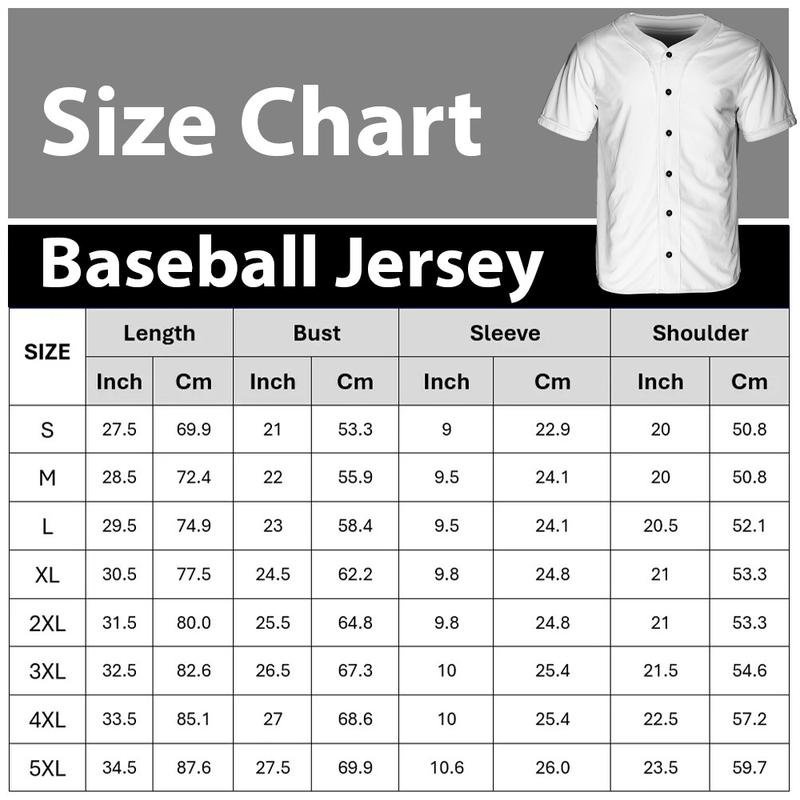 Size Chart
Baseball Jersey
SIZE Length Bust Sleeve Shoulder
Inch Cm Inch Cm Inch Cm Inch Cm
S 27.5 69.9 21 53.3 9 22.9 20 50.8
M 28.5 72.4 22 55.9 9.5 24.1 20 50.8
L 29.5 74.9 23 58.4 9.5 24.1 20.5 52.1
XL 30.5 77.5 24.5 62.2 9.8 24.8 21 53.3
2XL 31.5 80.0 25.5 64.8 9.8 24.8 21 53.3
3XL 32.5 82.6 26.5 67.3 10 25.4 21.5 54.6
4XL 33.5 85.1 27 68.6 10 25.4 22.5 57.2
5XL 34.5 87.6 27.5 69.9 10.6 26.0 23.5 59.7